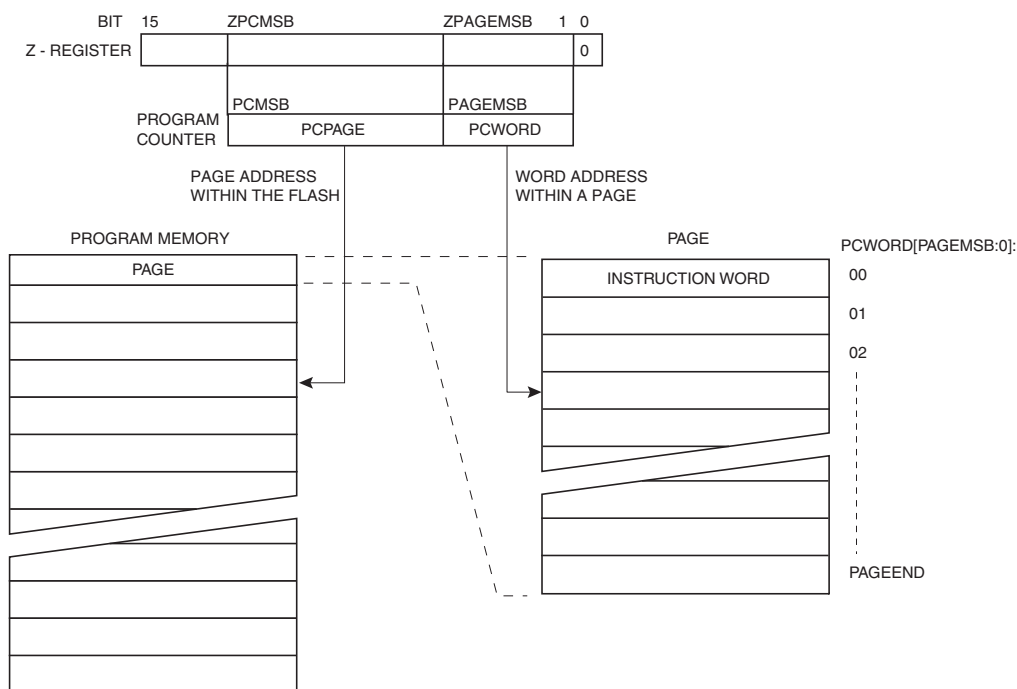 BIT 15 ZPCMSB ZPAGEMSB 1 0
Z - REGISTER 0
PCMSB PAGEMSB
PROGRAM
COUNTER
PCPAGE PCWORD
PAGE ADDRESS
WITHIN THE FLASH
WORD ADDRESS
WITHIN A PAGE
PROGRAM MEMORY
PAGE
PAGE
PCWORD[PAGEMSB:0]:
INSTRUCTION WORD
00
01
02
PAGEEND